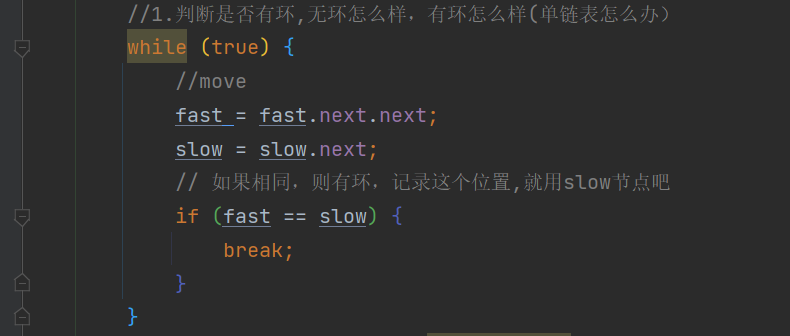 //1.判断是否有环,无环怎么样，有环怎么样(单链表怎么办）
while (true) {
//move
fast = fast.next.next;
slow = slow.next;
// 如果相同，则有环，记录这个位置,就用slow节点吧
if (fast == slow) {
break;
}
}